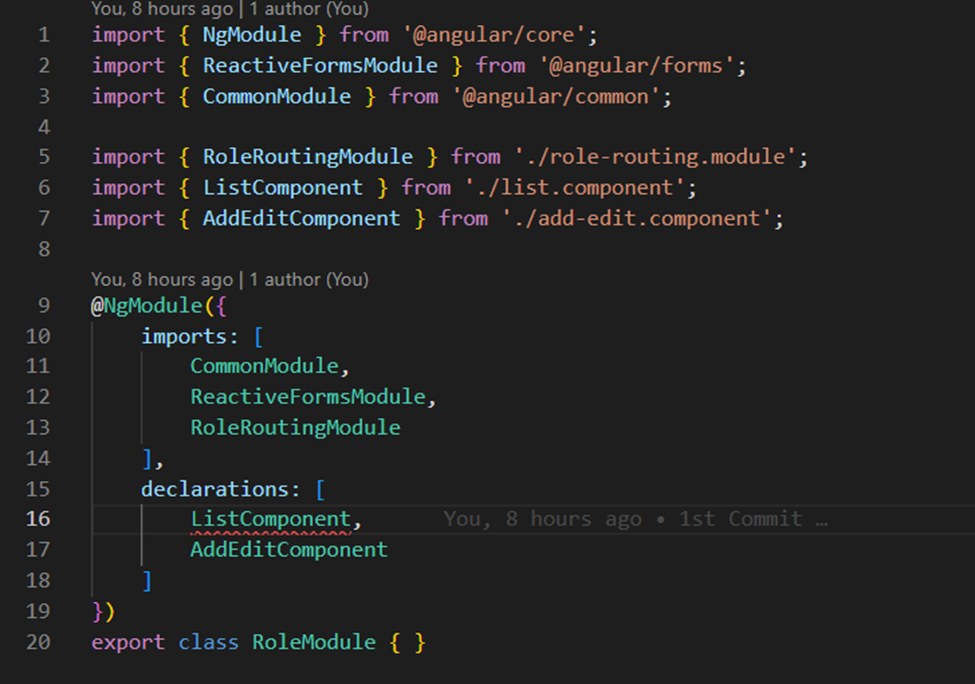 You, 8 hours ago | 1 author (You)
1 import { NgModule } from '@angular/core';
2 import { ReactiveFormsModule } from '@angular/forms';
3 import { CommonModule } from '@angular/common';
4
5 import { RoleRoutingModule } from './role-routing.module';
6 import { ListComponent } from './list.component';
7 import { AddEditComponent } from './add-edit.component';
8
You, 8 hours ago | 1 author (You)
9 @NgModule({
10     imports: [
11         CommonModule,
12         ReactiveFormsModule,
13         RoleRoutingModule
14     ],
15     declarations: [
16         ListComponent,       You, 8 hours ago • 1st Commit …
17         AddEditComponent
18     ]
19 })
20 export class RoleModule { }